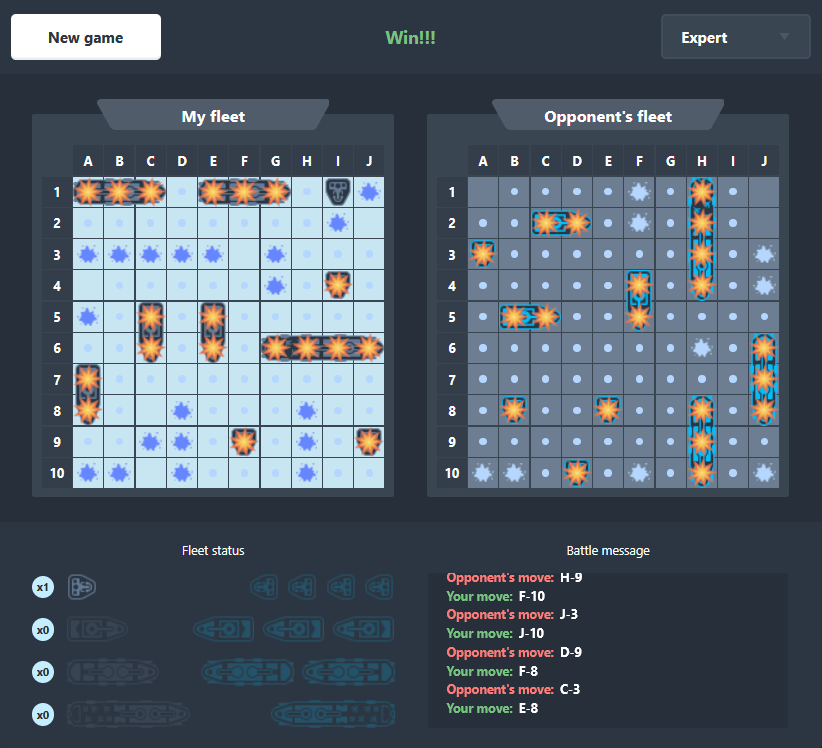 New game
Win!!!
Expert
My fleet
Opponent's fleet
A B C D E F G H I J
A B C D E F G H I J
1 1
2 2
3 3
4 4
5 5
6 6
7 7
8 8
9 9
10 10
Fleet status
Battle message
x1
x0
x0
x0
Opponent's move: H-9
Your move: F-10
Opponent's move: J-3
Your move: J-10
Opponent's move: D-9
Your move: F-8
Opponent's move: C-3
Your move: E-8